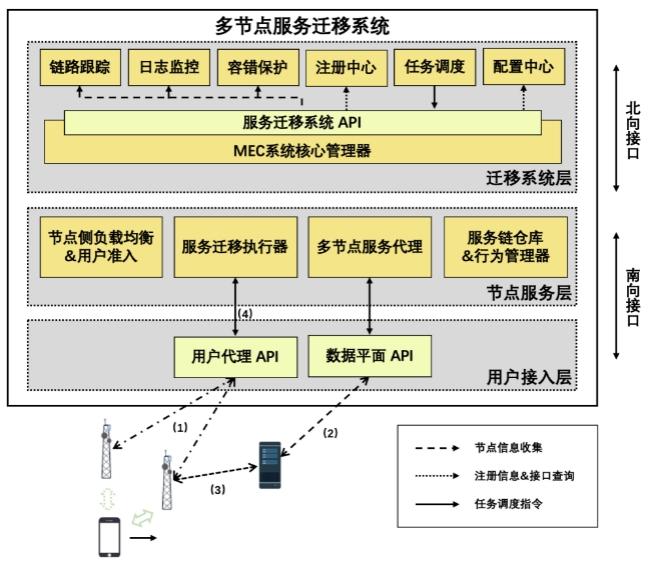 多节点服务迁移系统
链路跟踪
日志监控
容错保护
注册中心
任务调度
配置中心
服务迁移系统 API
MEC系统核心管理器
迁移系统层
北向接口
节点侧负载均衡
&用户准入
服务迁移执行器
多节点服务代理
服务链仓库
&行为管理器
节点服务层
南向接口
(4)
用户代理 API
数据平面 API
用户接入层
(1)
(2)
(3)
节点信息收集
注册信息&接口查询
任务调度指令